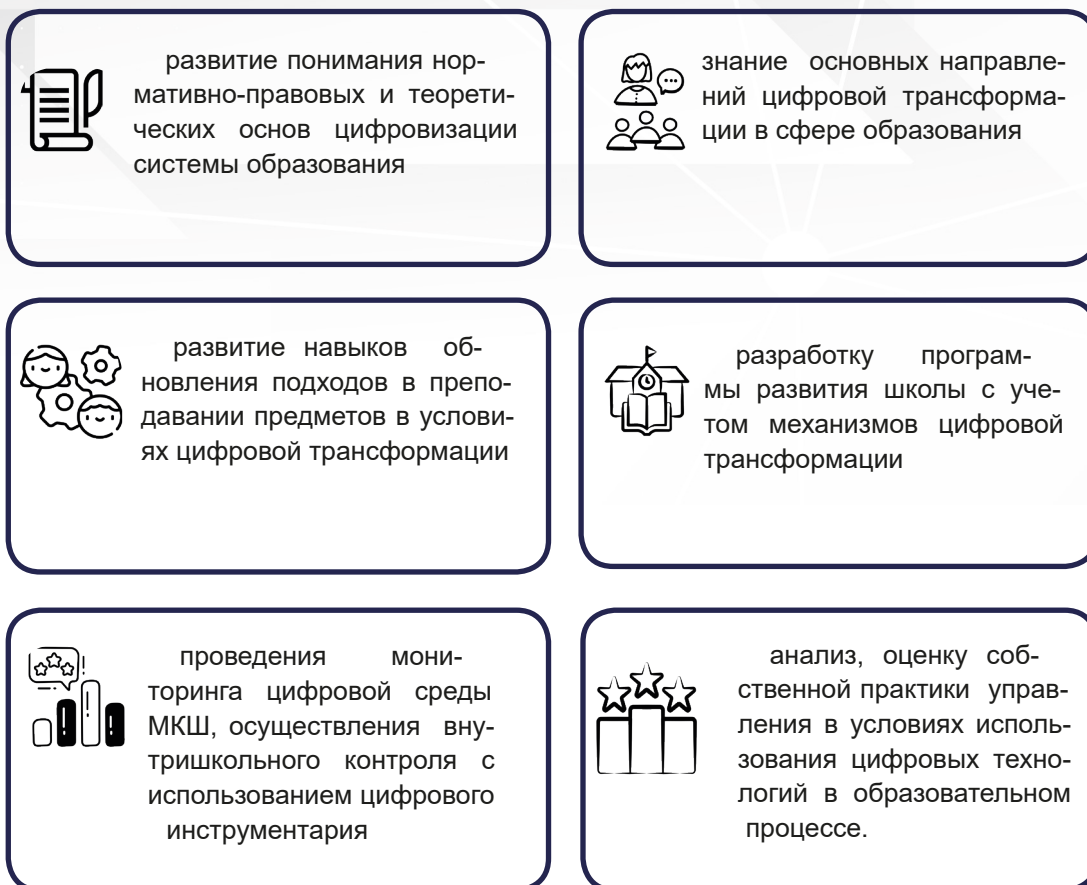 развитие понимания нор-
мативно-правовых и теорети-
ческих основ цифровизации
системы образования
знание основных направле-
ний цифровой трансформа-
ции в сфере образования
развитие навыков об-
новления подходов в препо-
давании предметов в услови-
ях цифровой трансформации
разработку програм-
мы развития школы с уче-
том механизмов цифровой
трансформации
проведения мони-
торинга цифровой среды
МКШ, осуществления вну-
тришкольного контроля с
использованием цифрового
инструментария
анализ, оценку соб-
ственной практики управ-
ления в условиях исполь-
зования цифровых техно-
логий в образовательном
процессе.